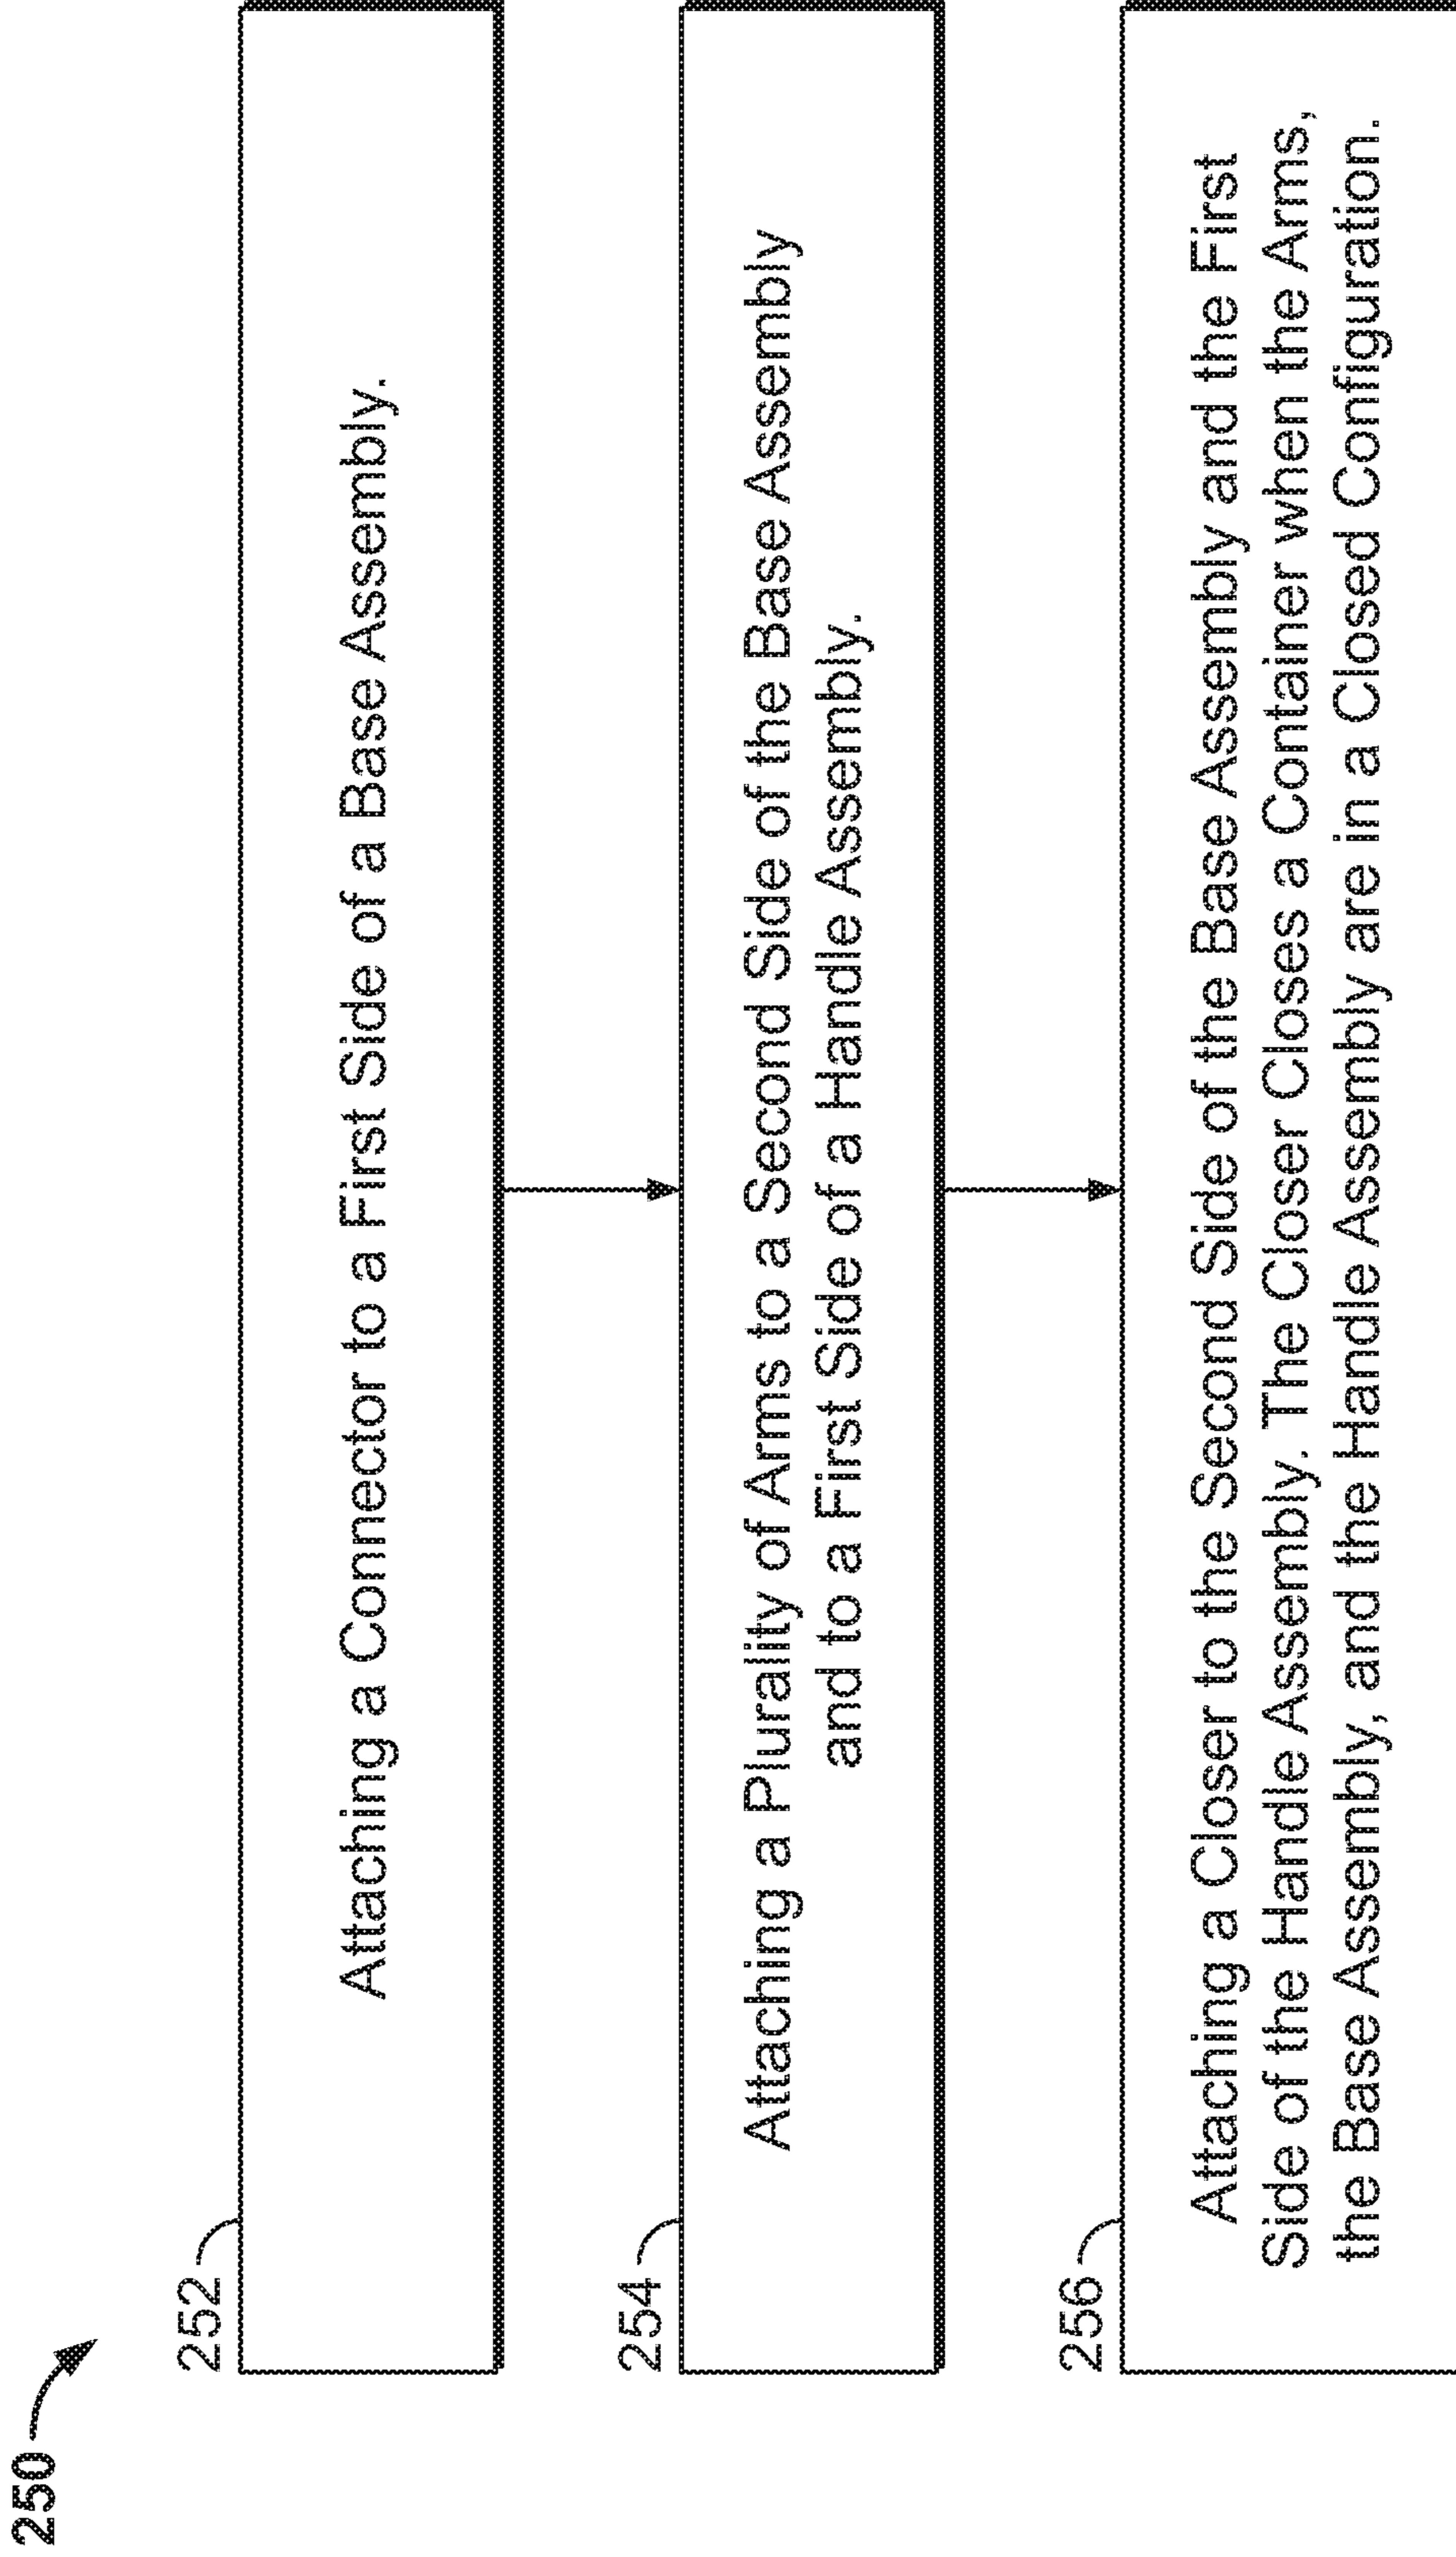 250
252
Attaching a Connector to a First Side of a Base Assembly.
254
Attaching a Plurality of Arms to a Second Side of the Base Assembly
and to a First Side of a Handle Assembly.
256
Attaching a Closer to the Second Side of the Base Assembly and the First
Side of the Handle Assembly. The Closer Closes a Container when the Arms,
the Base Assembly, and the Handle Assembly are in a Closed Configuration.